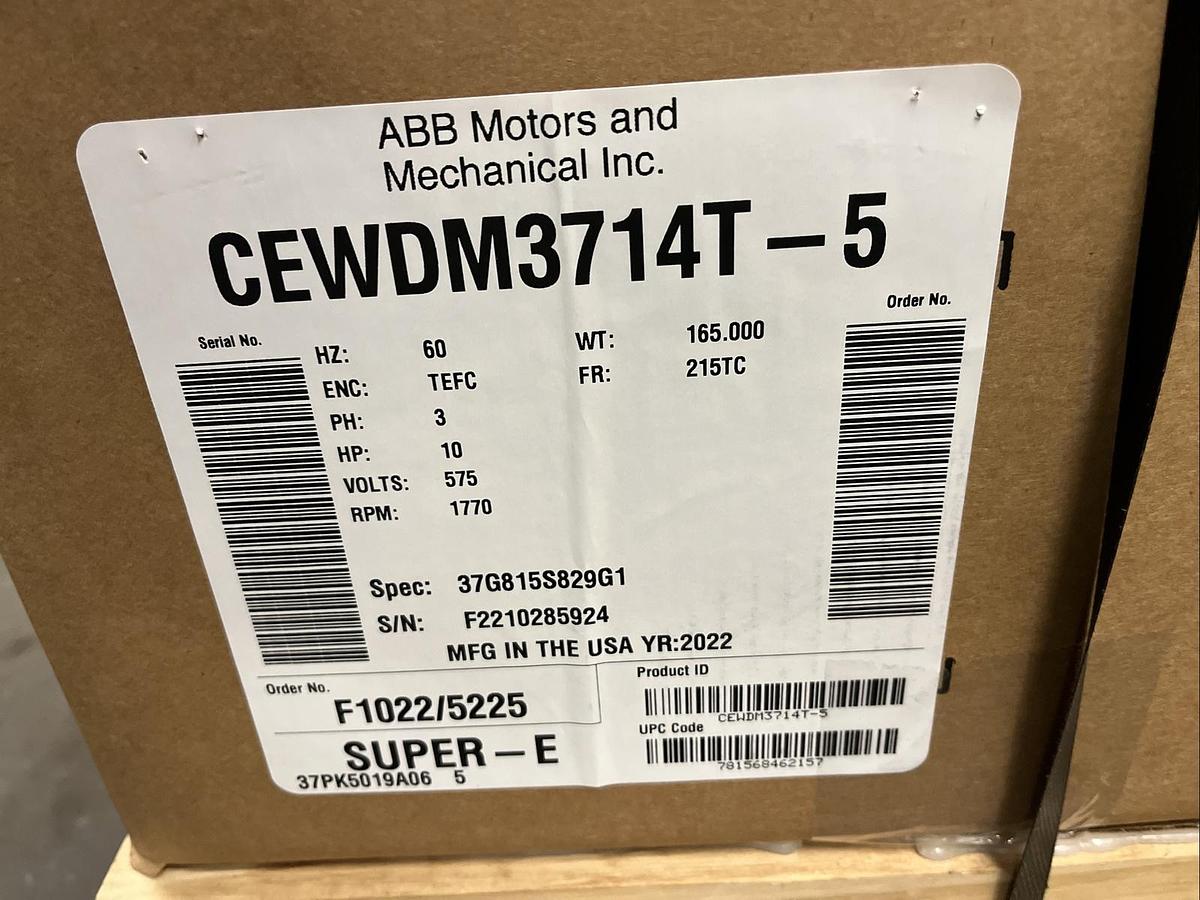 ABB Motors and
Mechanical Inc.
CEWDM3714T-5
Order No.
Serial No.
HZ: 60 WT: 165.000
ENC: TEFC FR: 215TC
PH: 3
HP: 10
VOLTS: 575
RPM: 1770
Spec: 37G815S829G1
S/N: F2210285924
MFG IN THE USA YR:2022
Order No.
F1022/5225
SUPER-E
37PK5019A06 5
Product ID
CEWDM3714T-5
UPC Code
781568462157